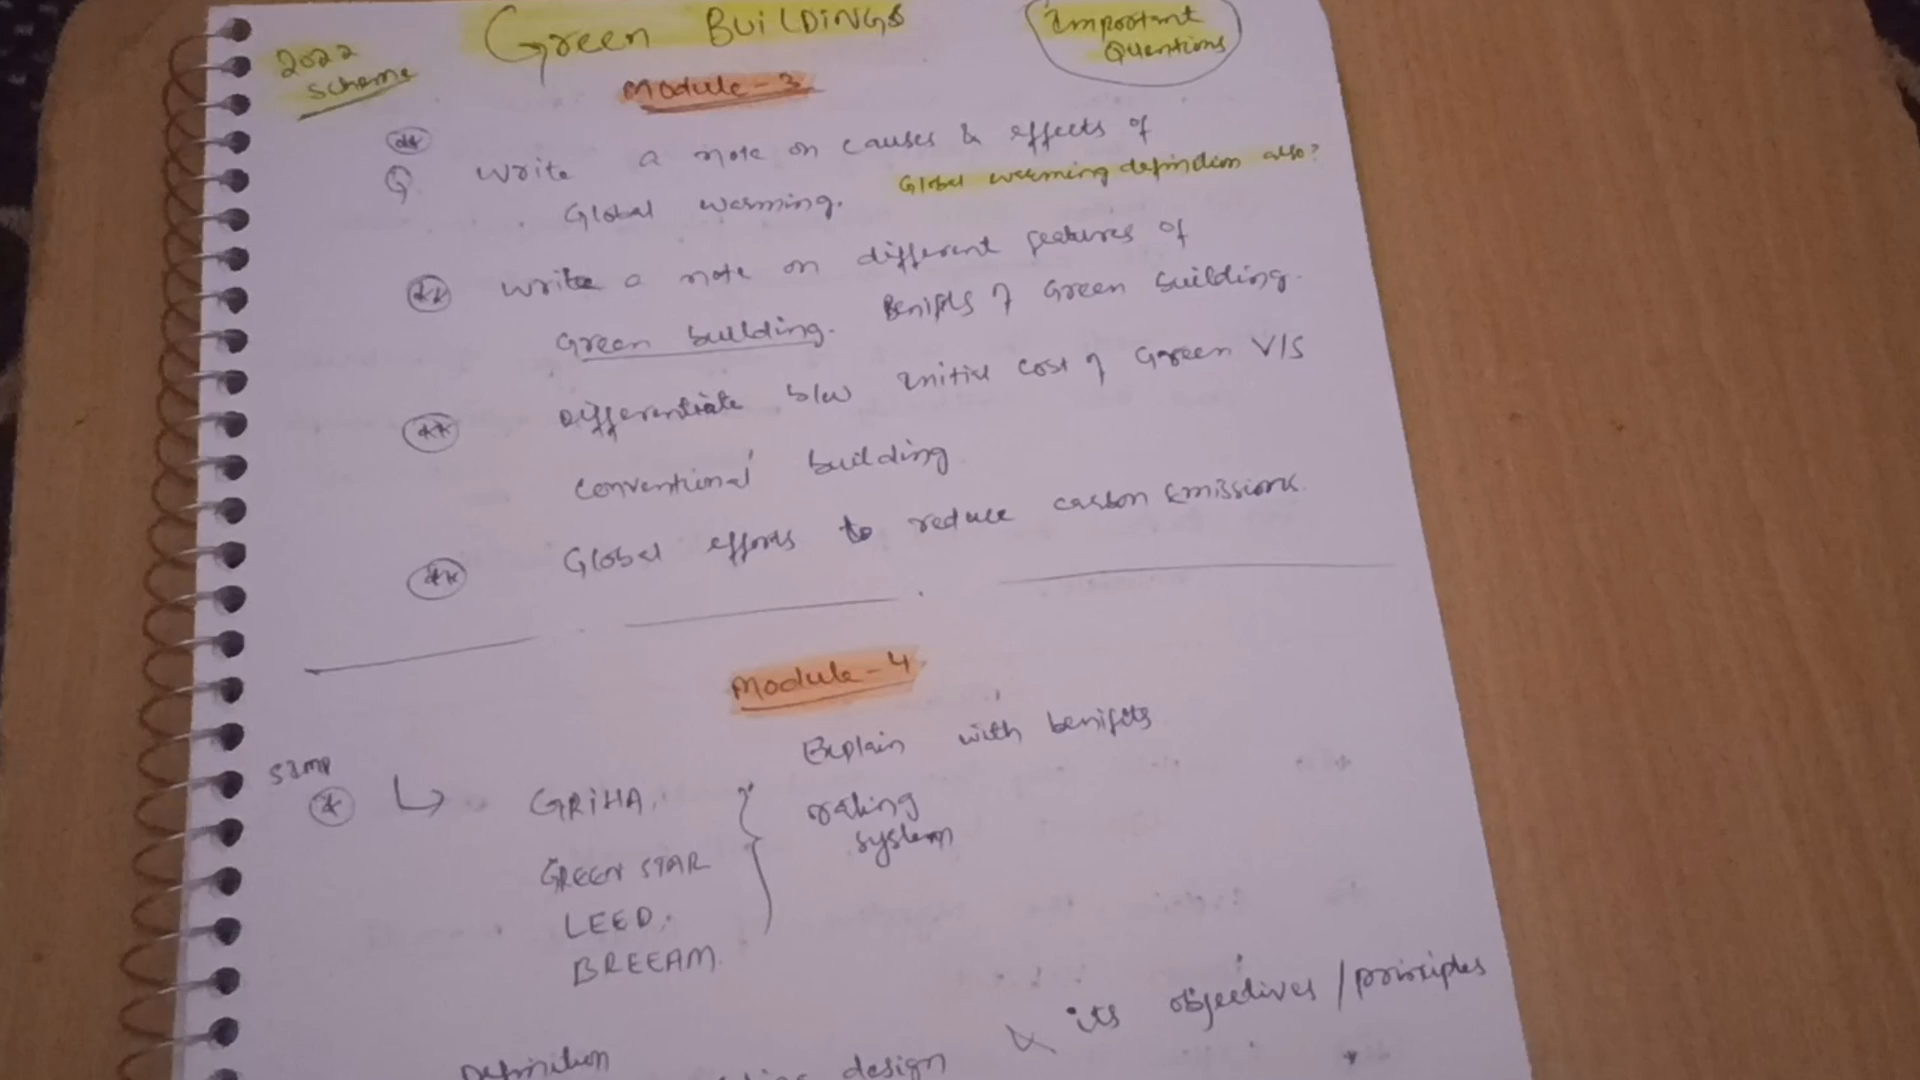 2022 scheme
Green BUiLDiNGS
Important Questions
Module - 3
** Q. Write a note on causes & effects of
Global warming. Global warming definition also?
** Write a note on different features of
Green building. Benifits of Green building.
** Differentiate b/w Initial cost of Green V/S
conventional building
** Global efforts to reduce carbon Emissions.
Module - 4
Explain with benifits
* GRiHA,
rating
system
GREEN STAR
LEED,
BREEAM.
& its objectives / principles
Definition
design